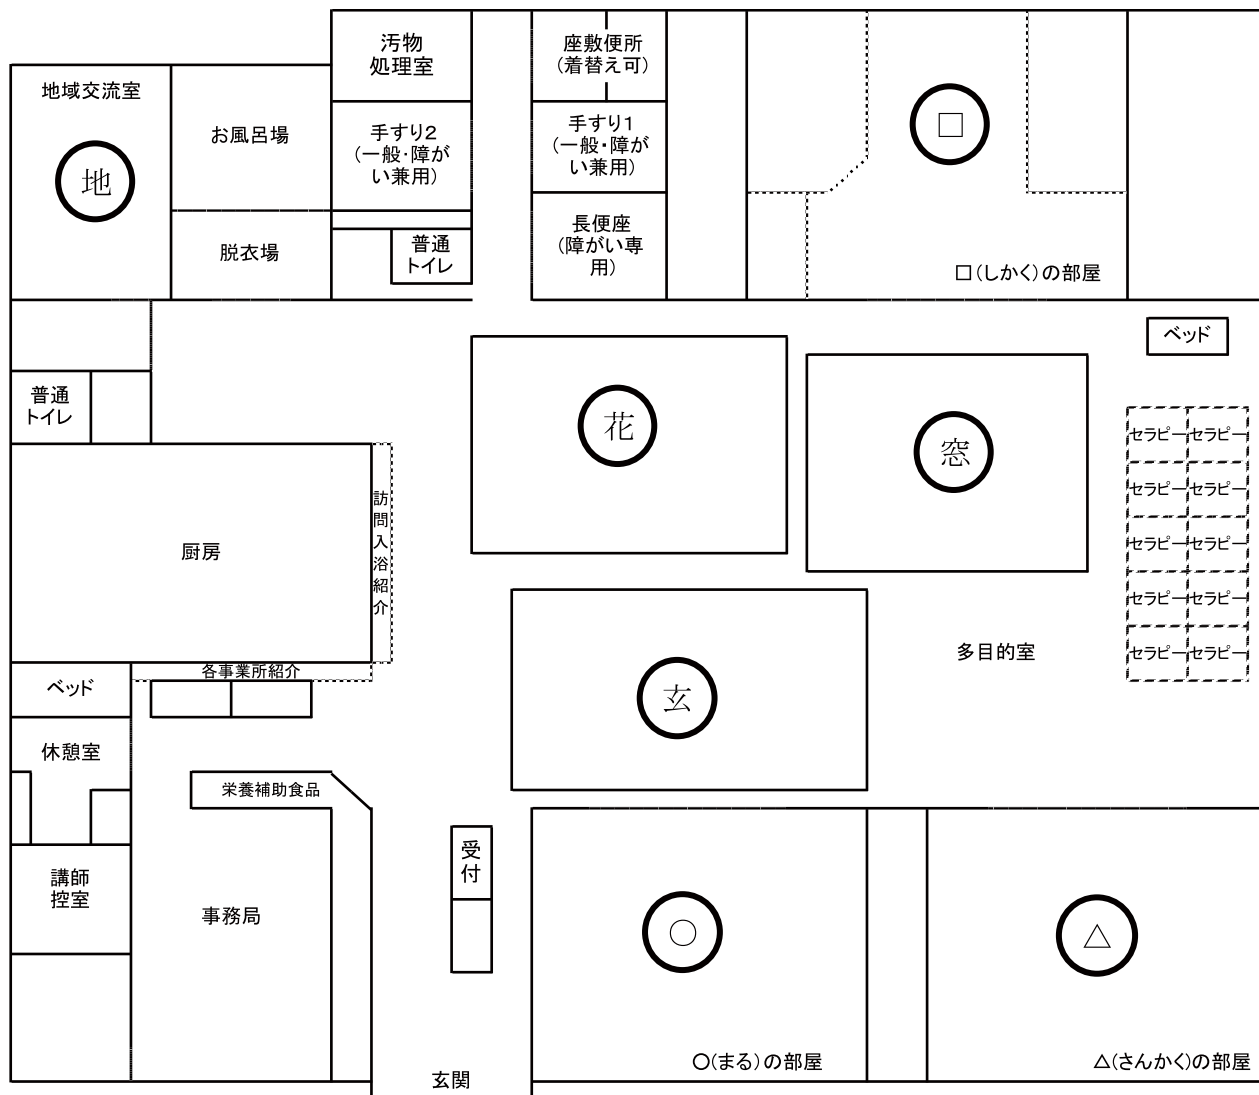 汚物
処理室
座敷便所
(着替え可)
地域交流室
地
お風呂場
手すり2
(一般・障が
い兼用)
手すり1
(一般・障が
い兼用)
□
脱衣場
普通
トイレ
長便座
(障がい専
用)
□(しかく)の部屋
ベッド
普通
トイレ
花
窓
セラピー
セラピー
セラピー
セラピー
セラピー
セラピー
セラピー
セラピー
セラピー
セラピー
厨房
訪問入浴紹介
多目的室
各事業所紹介
ベッド
玄
休憩室
栄養補助食品
受
付
講師
控室
事務局
○
△
○(まる)の部屋
△(さんかく)の部屋
玄関